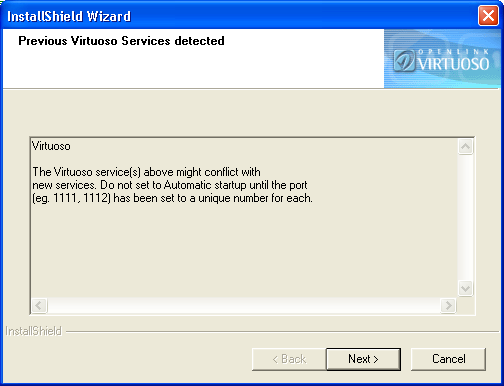 InstallShield Wizard
Previous Virtuoso Services detected
OPENLINK
VIRTUOSO
Virtuoso
The Virtuoso service(s) above might conflict with
new services. Do not set to Automatic startup until the port
(eg. 1111, 1112) has been set to a unique number for each.
InstallShield
< Back
Next >
Cancel